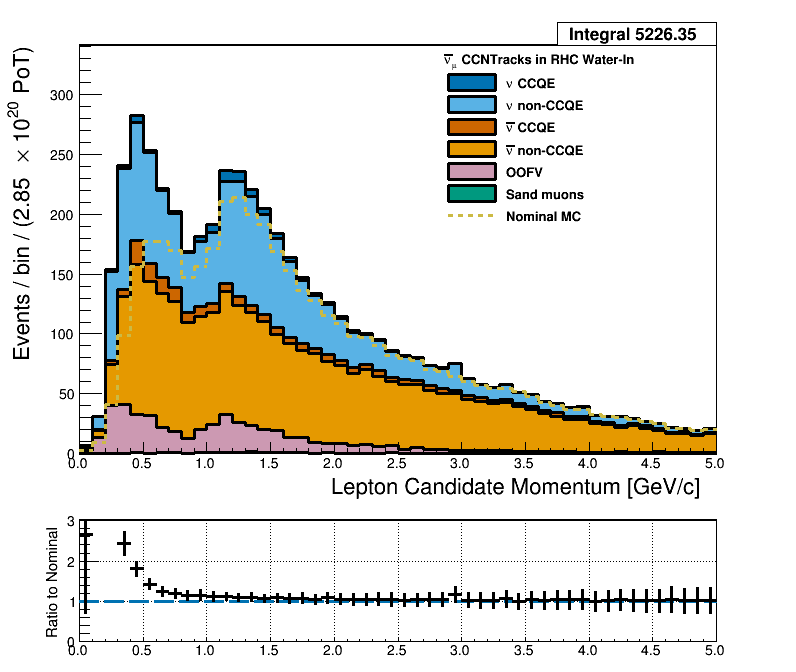 Integral 5226.35
ν̅μ CCNTracks in RHC Water-In
ν CCQE
ν non-CCQE
ν̅ CCQE
ν̅ non-CCQE
OOFV
Sand muons
Nominal MC
Events / bin / (2.85 × 10^20 PoT)
300
250
200
150
100
50
0
0.0 0.5 1.0 1.5 2.0 2.5 3.0 3.5 4.0 4.5 5.0
Lepton Candidate Momentum [GeV/c]
Ratio to Nominal
3
2
1
0
0.0 0.5 1.0 1.5 2.0 2.5 3.0 3.5 4.0 4.5 5.0